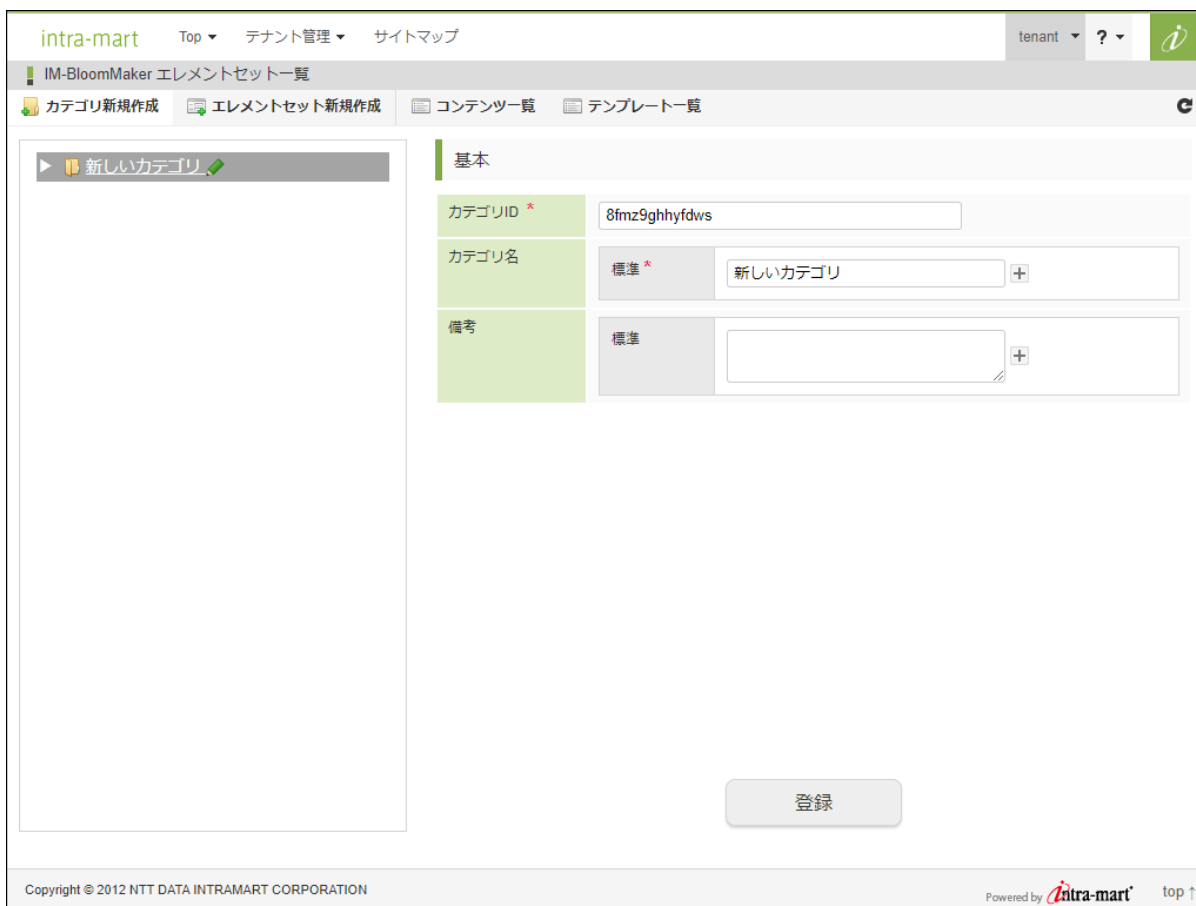 intra-mart Top テナント管理 サイトマップ tenant ?
IM-BloomMaker エレメントセット一覧
カテゴリ新規作成 エレメントセット新規作成 コンテンツ一覧 テンプレート一覧
新しいカテゴリ
基本
カテゴリID * 8fmz9ghhyfdws
カテゴリ名 標準 * 新しいカテゴリ
備考 標準
登録
Copyright © 2012 NTT DATA INTRAMART CORPORATION Powered by intra-mart top ↑